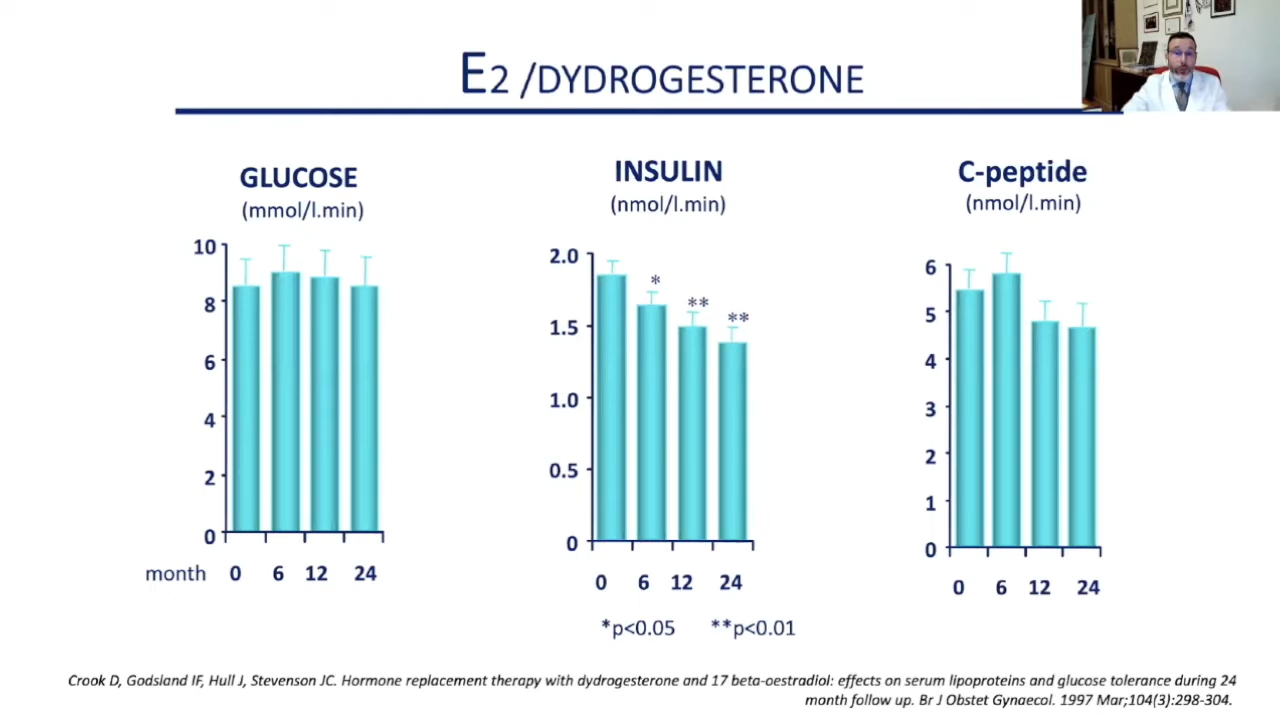 E2 /DYDROGESTERONE
GLUCOSE
(mmol/l.min)
10
8
6
4
2
0
month 0 6 12 24
INSULIN
(nmol/l.min)
2.0
1.5
1.0
0.5
0
* ** **
0 6 12 24
*p<0.05 **p<0.01
C-peptide
(nmol/l.min)
6
5
4
3
2
1
0
0 6 12 24
Crook D, Godsland IF, Hull J, Stevenson JC. Hormone replacement therapy with dydrogesterone and 17 beta-oestradiol: effects on serum lipoproteins and glucose tolerance during 24
month follow up. Br J Obstet Gynaecol. 1997 Mar;104(3):298-304.